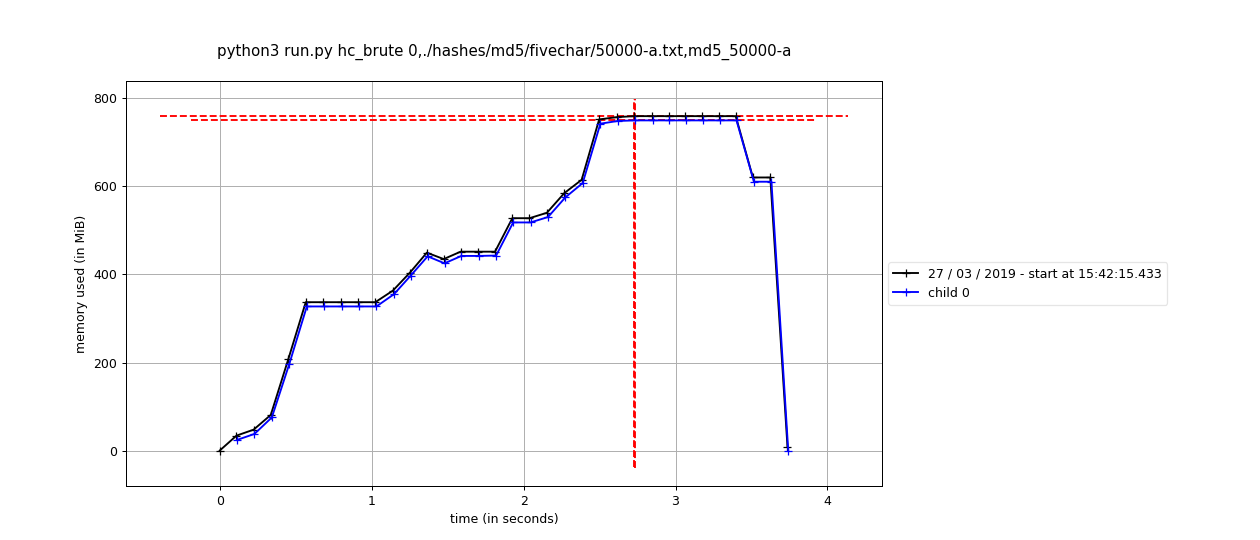 python3 run.py hc_brute 0,./hashes/md5/fivechar/50000-a.txt,md5_50000-a
800
600
400
200
0
memory used (in MiB)
0 1 2 3 4
time (in seconds)
27 / 03 / 2019 - start at 15:42:15.433
child 0